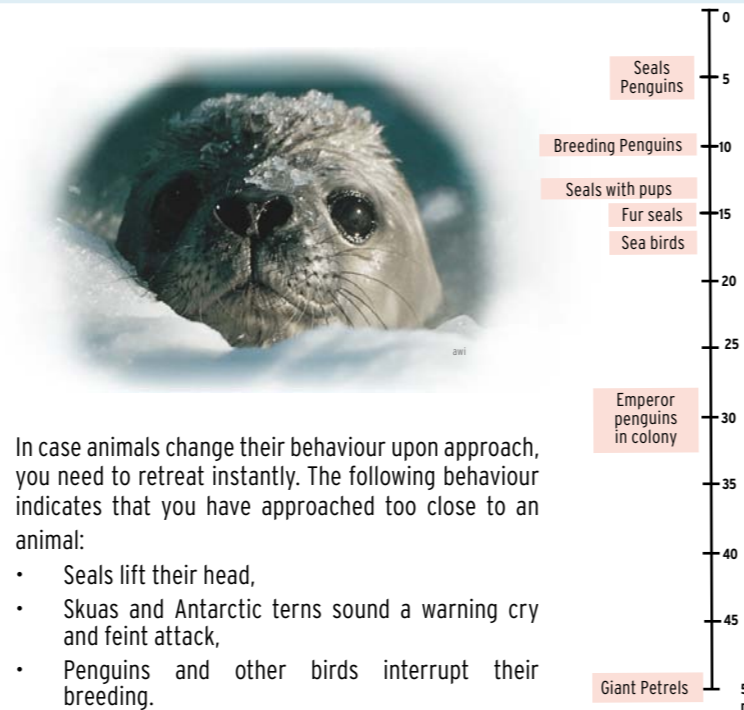 0
Seals
Penguins
5
Breeding Penguins
10
Seals with pups
Fur seals
15
Sea birds
20
25
awi
Emperor
penguins
in colony
30
In case animals change their behaviour upon approach,
you need to retreat instantly. The following behaviour
indicates that you have approached too close to an
animal:
• Seals lift their head,
• Skuas and Antarctic terns sound a warning cry
and feint attack,
• Penguins and other birds interrupt their
breeding.
35
40
45
Giant Petrels